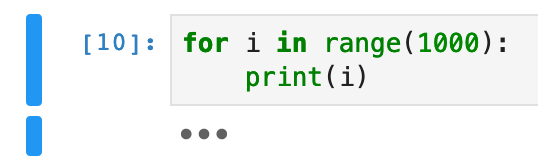 [10]: for i in range(1000):
print(i)
•••